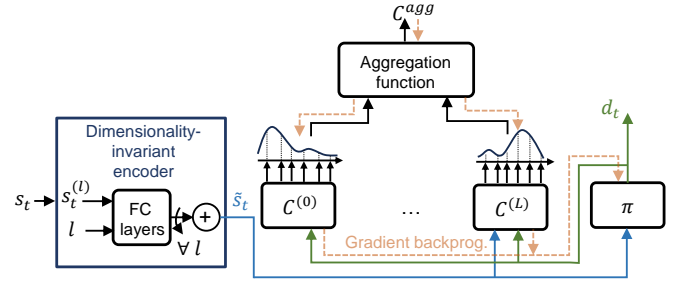 C^{agg}
Aggregation
function
d_t
Dimensionality-
invariant
encoder
s_t
s_t^{(l)}
l
FC
layers
∀ l
+
s̃_t
C^{(0)}
...
C^{(L)}
π
Gradient backprog.